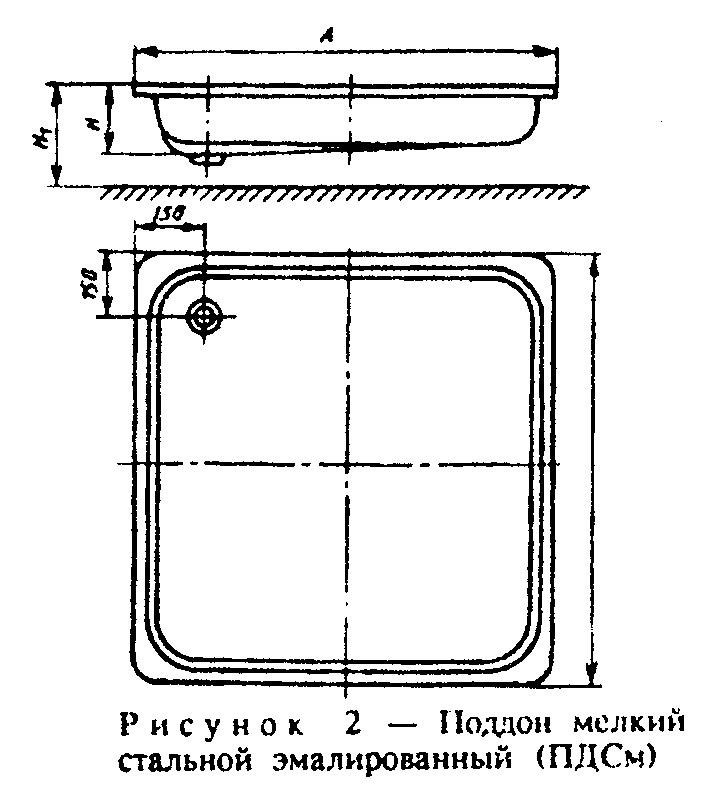 А
H₁
H
150
150
Рисунок 2 — Поддон мелкий
стальной эмалированный (ПДСм)